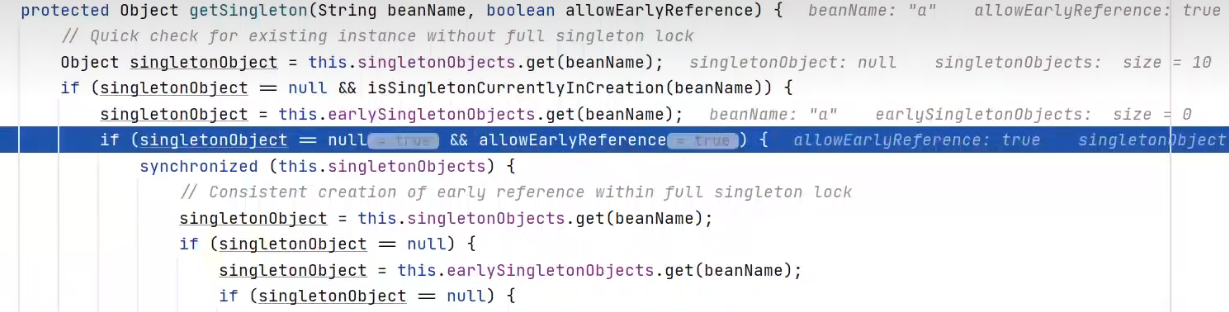 protected Object getSingleton(String beanName, boolean allowEarlyReference) {   beanName: "a"    allowEarlyReference: true
    // Quick check for existing instance without full singleton lock
    Object singletonObject = this.singletonObjects.get(beanName);   singletonObject: null    singletonObjects:  size = 10
    if (singletonObject == null && isSingletonCurrentlyInCreation(beanName)) {
        singletonObject = this.earlySingletonObjects.get(beanName);   beanName: "a"    earlySingletonObjects:  size = 0
        if (singletonObject == null = true && allowEarlyReference = true ) {   allowEarlyReference: true    singletonObject
            synchronized (this.singletonObjects) {
                // Consistent creation of early reference within full singleton lock
                singletonObject = this.singletonObjects.get(beanName);
                if (singletonObject == null) {
                    singletonObject = this.earlySingletonObjects.get(beanName);
                    if (singletonObject == null) {